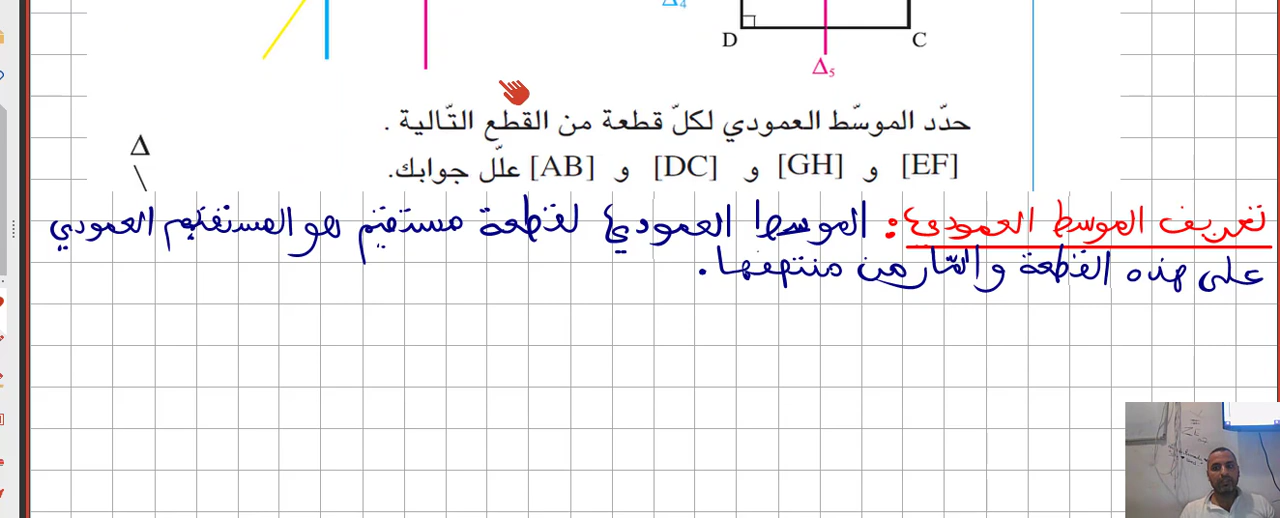 Δ₄
D
C
Δ₅
حدّد الموسّط العمودي لكلّ قطعة من القطع التّالية .
Δ
[EF] و [GH] و [DC] و [AB] علّل جوابك.
تعريف الموسط العمودي: الموسط العمودي لقطعة مستقيم هو المستقيم العمودي
على هذه القطعة والمار من منتصفها.